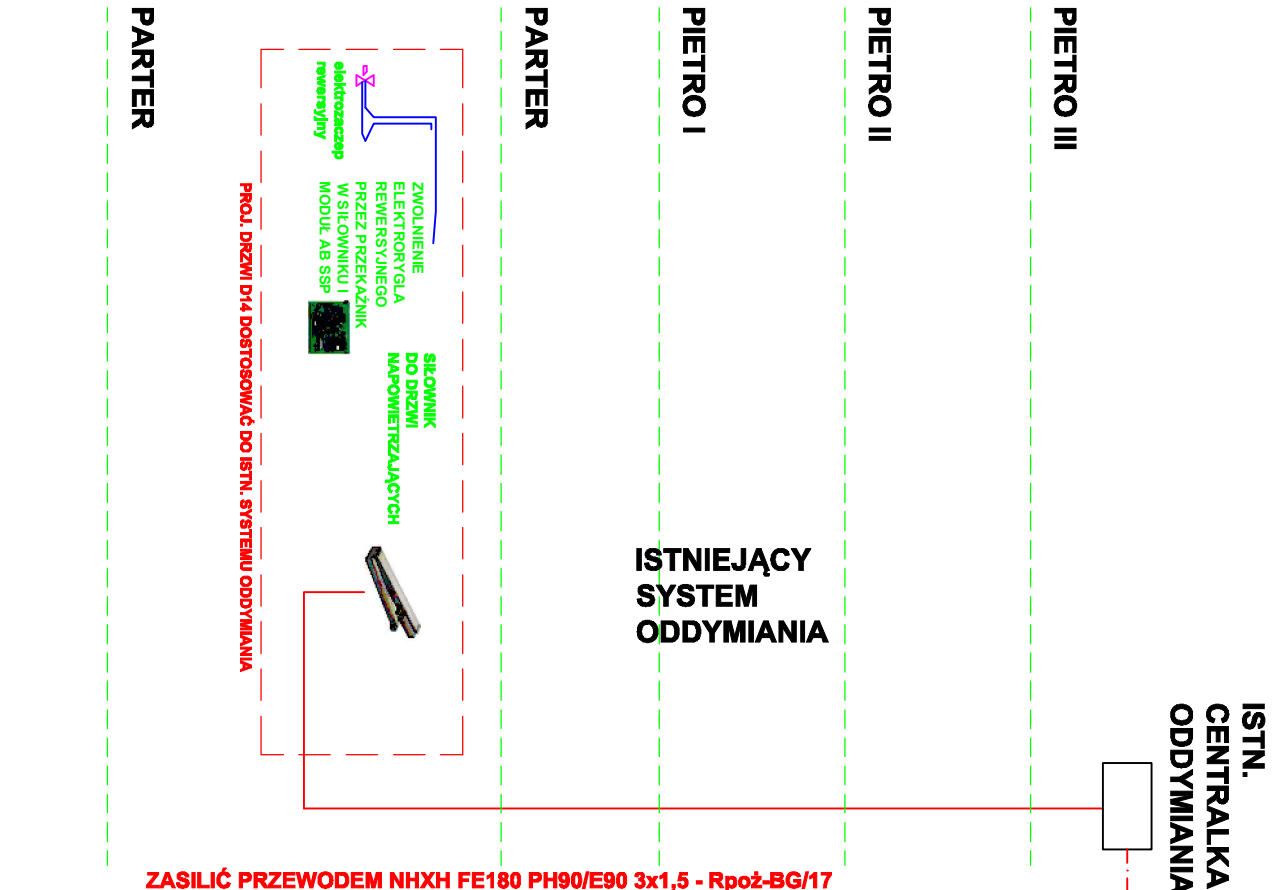 PARTER
PARTER
PIETRO I
PIETRO II
PIETRO III
elektrozaczep
rewersyjny
ZWOLNIENIE
ELEKTRORYGLA
REWERSYJNEGO
PRZEZ PRZEKAŹNIK
W SIŁOWNIKU I
MODUŁ AB SSP
SIŁOWNIK
DO DRZWI
NAPOWIETRZAJĄCYCH
PROJ. DRZWI D14 DOSTOSOWAĆ DO ISTN. SYSTEMU ODDYMIANIA
ISTNIEJĄCY
SYSTEM
ODDYMIANIA
ISTN.
CENTRALKA
ODDYMIANIA
ZASILIĆ PRZEWODEM NHXH FE180 PH90/E90 3x1,5 - Rpoż-BG/17